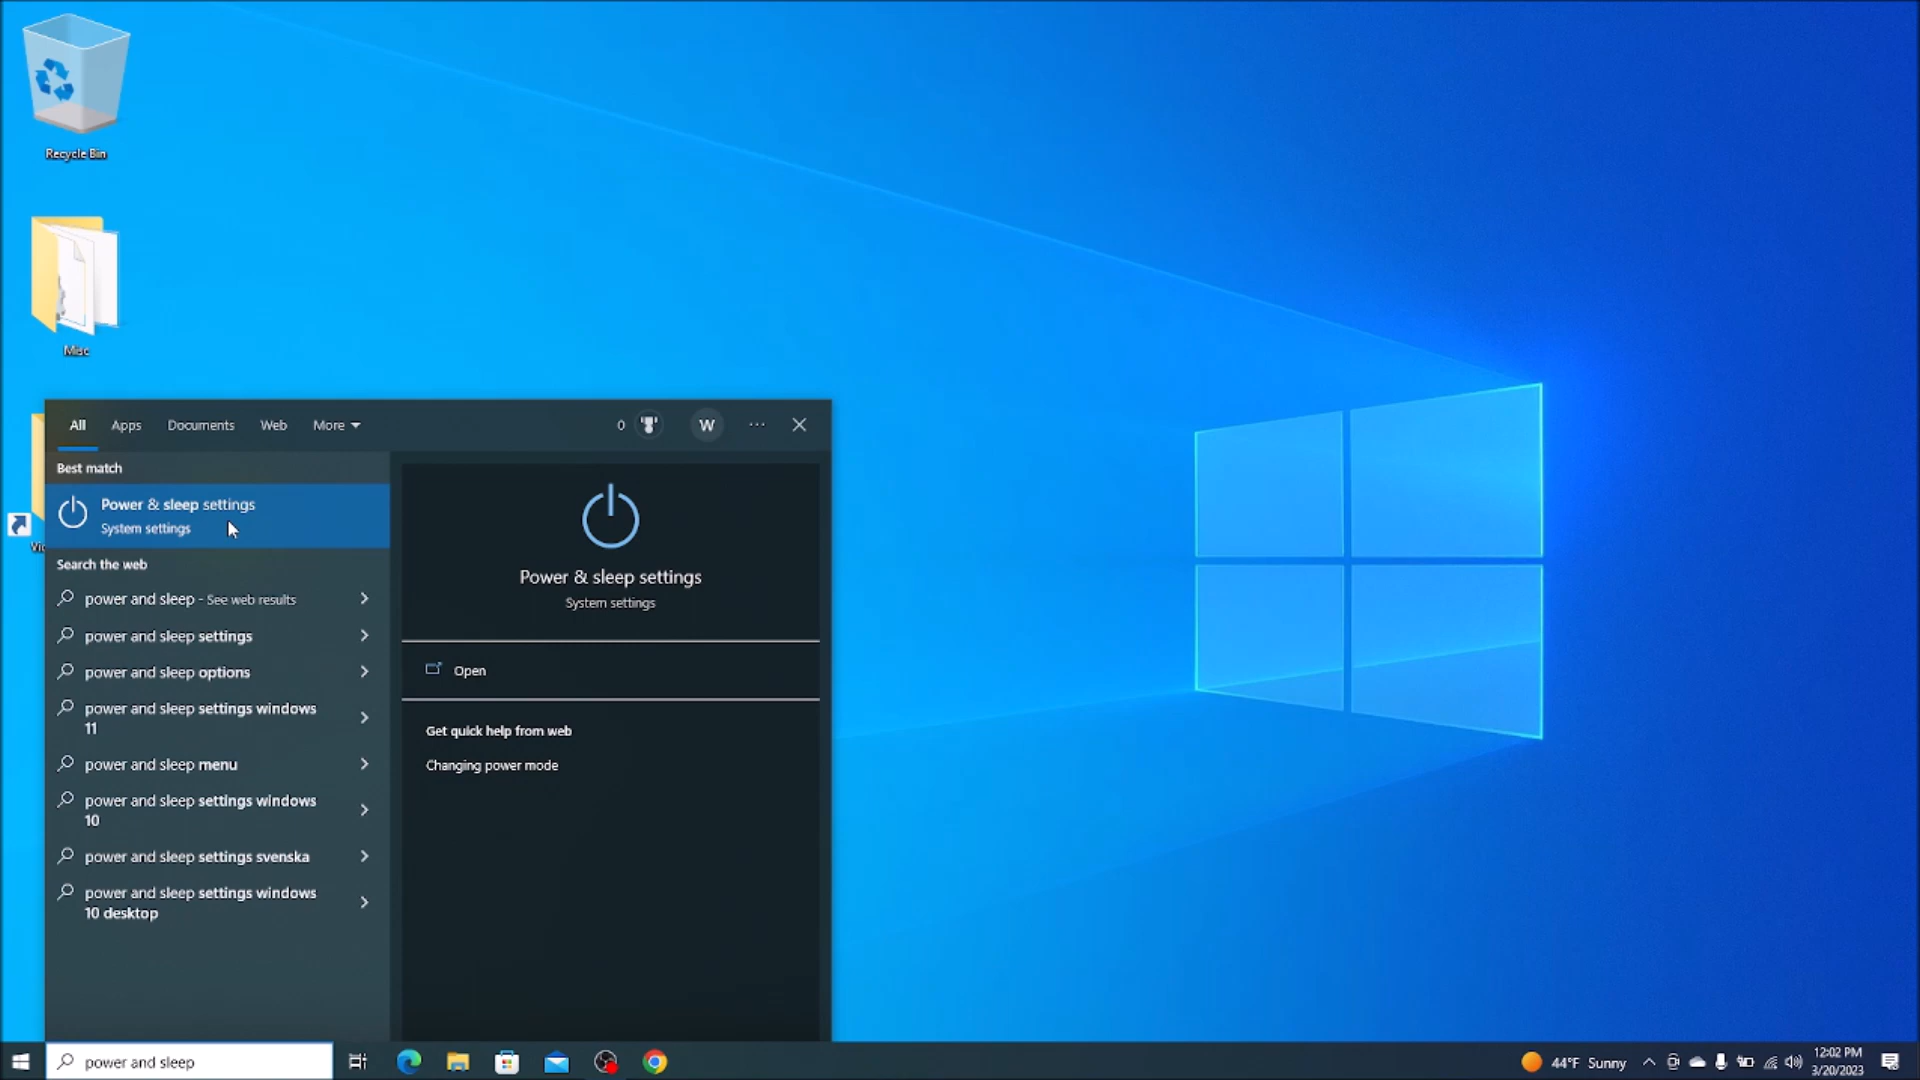 Recycle Bin
Misc
All Apps Documents Web More 0 W ...
Best match
Power & sleep settings
System settings
Search the web
power and sleep - See web results
power and sleep settings
power and sleep options
power and sleep settings windows
11
power and sleep menu
power and sleep settings windows
10
power and sleep settings svenska
power and sleep settings windows
10 desktop
Power & sleep settings
System settings
Open
Get quick help from web
Changing power mode
power and sleep
44°F Sunny
12:02 PM
3/20/2023